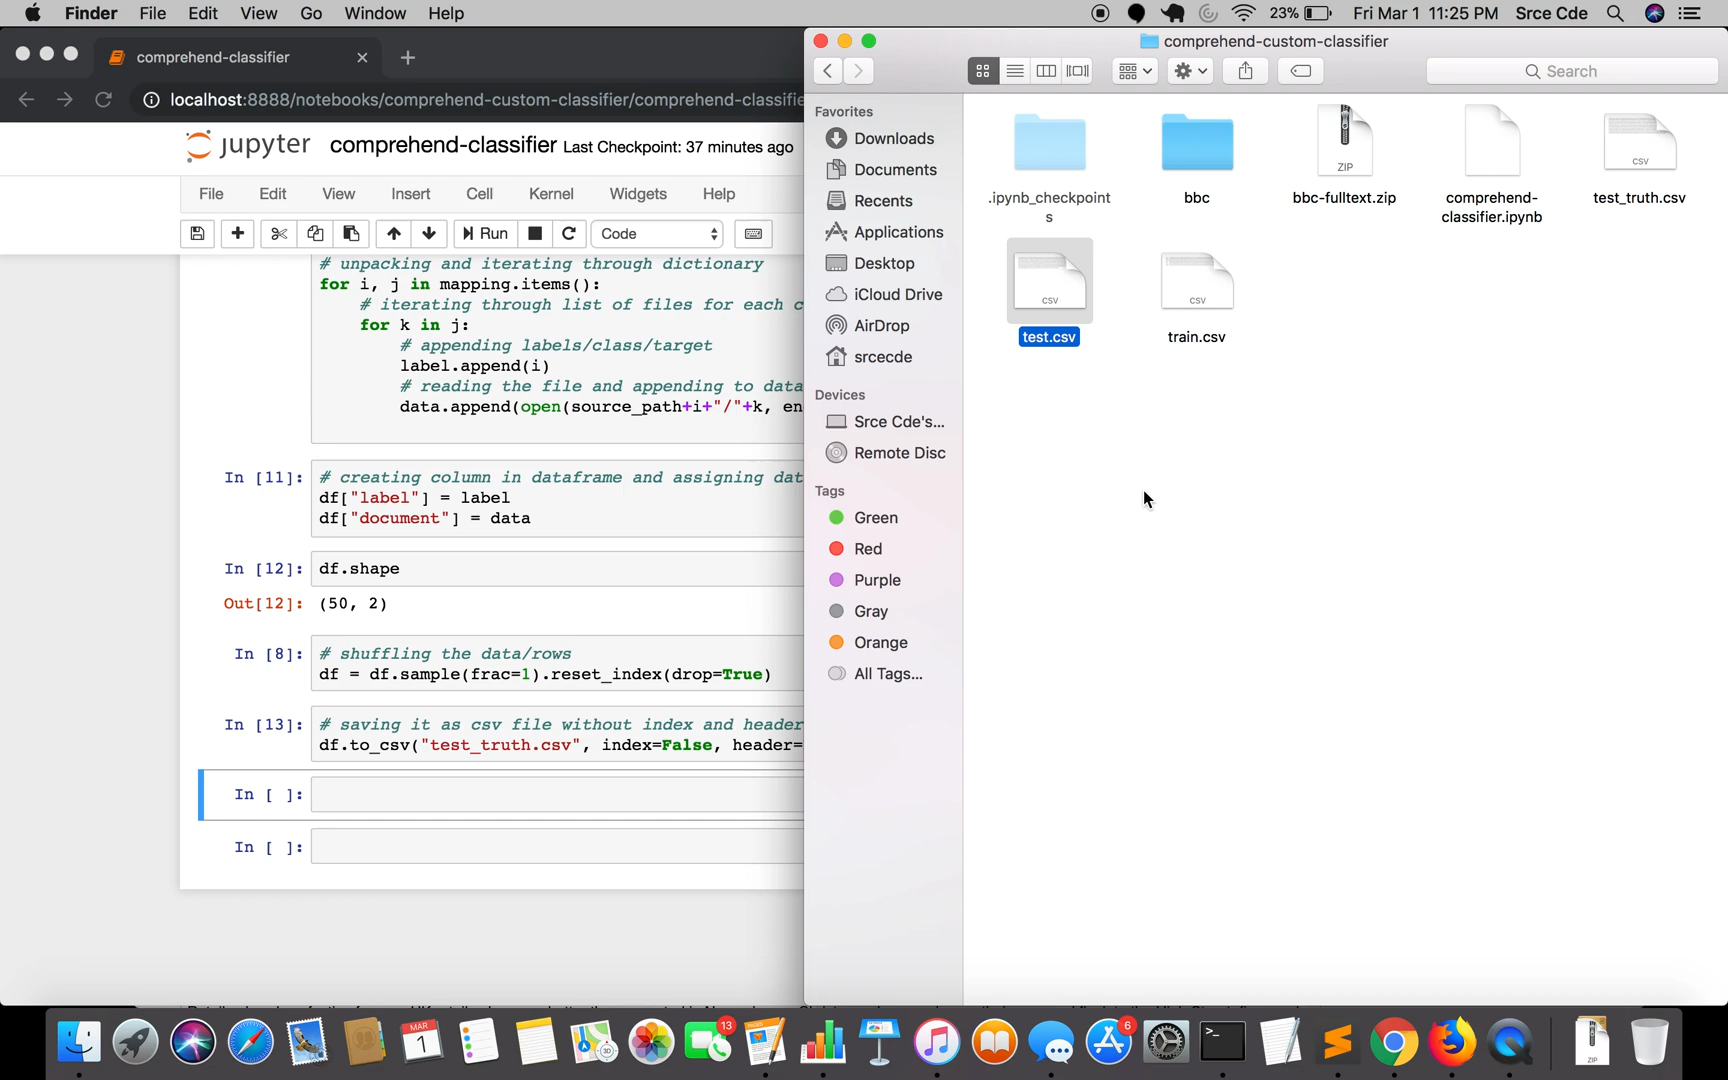 Finder File Edit View Go Window Help 23% Fri Mar 1 11:25 PM Srce Cde
comprehend-classifier
localhost:8888/notebooks/comprehend-custom-classifier/comprehend-classifie
jupyter comprehend-classifier Last Checkpoint: 37 minutes ago
File Edit View Insert Cell Kernel Widgets Help
Run Code
# unpacking and iterating through dictionary
for i, j in mapping.items():
# iterating through list of files for each c
for k in j:
# appending labels/class/target
label.append(i)
# reading the file and appending to data
data.append(open(source_path+i+"/"+k, en
In [11]: # creating column in dataframe and assigning dat
df["label"] = label
df["document"] = data
In [12]: df.shape
Out[12]: (50, 2)
In [8]: # shuffling the data/rows
df = df.sample(frac=1).reset_index(drop=True)
In [13]: # saving it as csv file without index and header
df.to_csv("test_truth.csv", index=False, header=
In [ ]:
In [ ]:
comprehend-custom-classifier
Search
Favorites
Downloads
Documents
Recents
Applications
Desktop
iCloud Drive
AirDrop
srcecde
Devices
Srce Cde's...
Remote Disc
Tags
Green
Red
Purple
Gray
Orange
All Tags...
ZIP
CSV
.ipynb_checkpoint
s
bbc
bbc-fulltext.zip
comprehend-
classifier.ipynb
test_truth.csv
CSV
CSV
test.csv
train.csv
MAR
1
13
6
ZIP